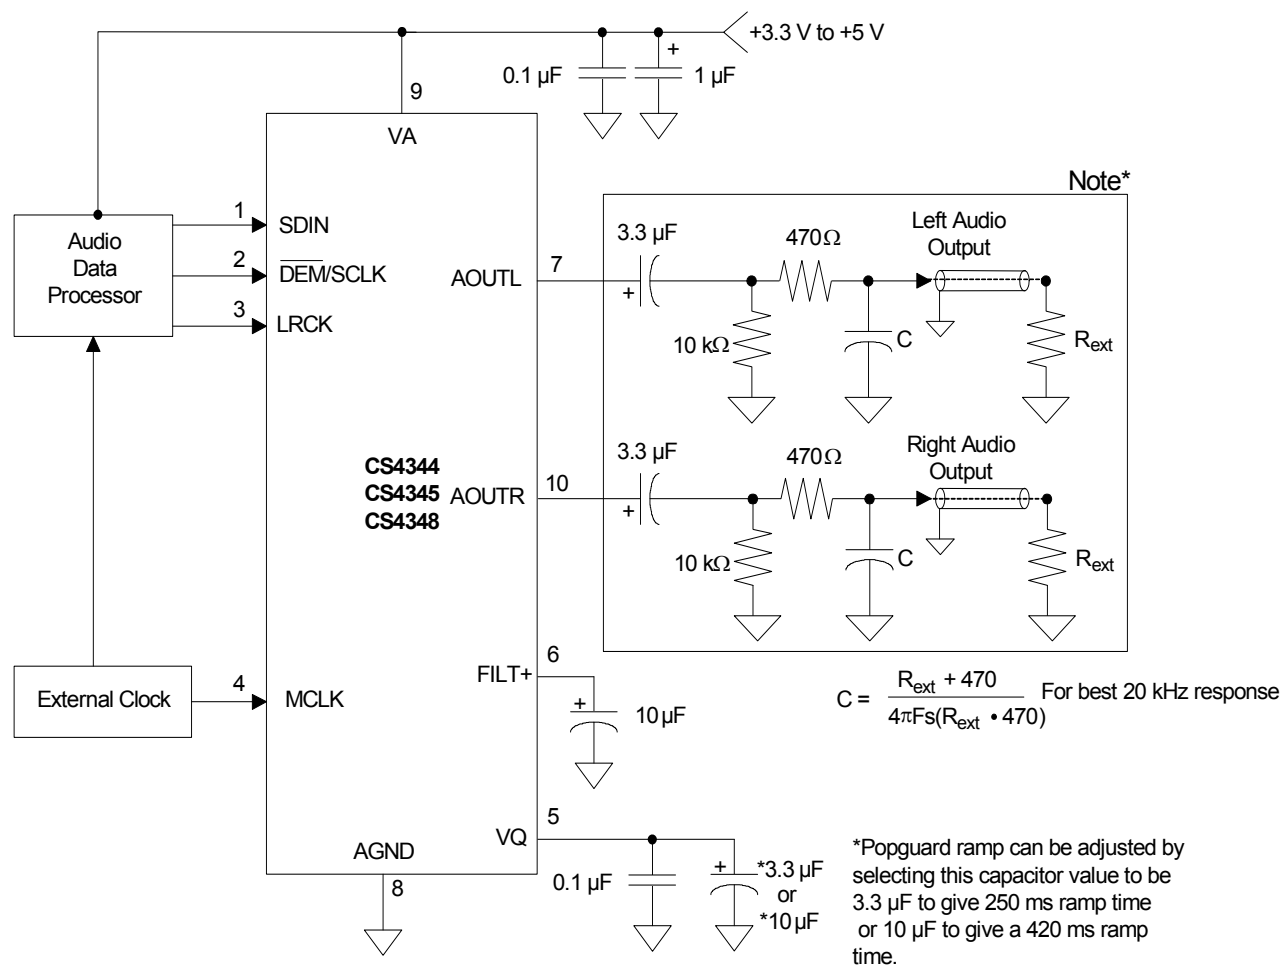 +3.3 V to +5 V
0.1 µF
+
1 µF
9
VA
Note*
Audio
Data
Processor
1
SDIN
2
DEM/SCLK
3
LRCK
AOUTL
7
3.3 µF
+
470Ω
Left Audio
Output
10 kΩ
C
Rext
CS4344
CS4345
CS4348
AOUTR
10
3.3 µF
+
470Ω
Right Audio
Output
10 kΩ
C
Rext
External Clock
4
MCLK
FILT+
6
+
10 µF
C = Rext + 470 / 4πFs(Rext • 470) For best 20 kHz response
VQ
5
0.1 µF
+
*3.3 µF
or
*10 µF
AGND
8
*Popguard ramp can be adjusted by
selecting this capacitor value to be
3.3 µF to give 250 ms ramp time
or 10 µF to give a 420 ms ramp
time.